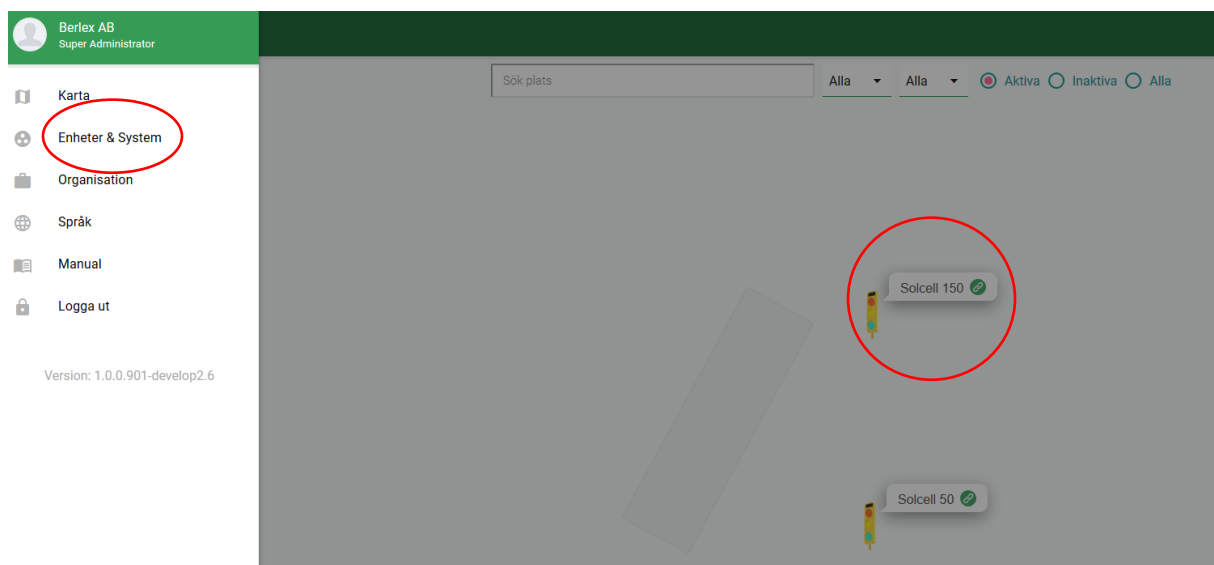 Berlex AB
Super Administrator
Karta
Enheter & System
Organisation
Språk
Manual
Logga ut
Version: 1.0.0.901-develop2.6
Sök plats
Alla
Alla
Aktiva
Inaktiva
Alla
Solcell 150
Solcell 50